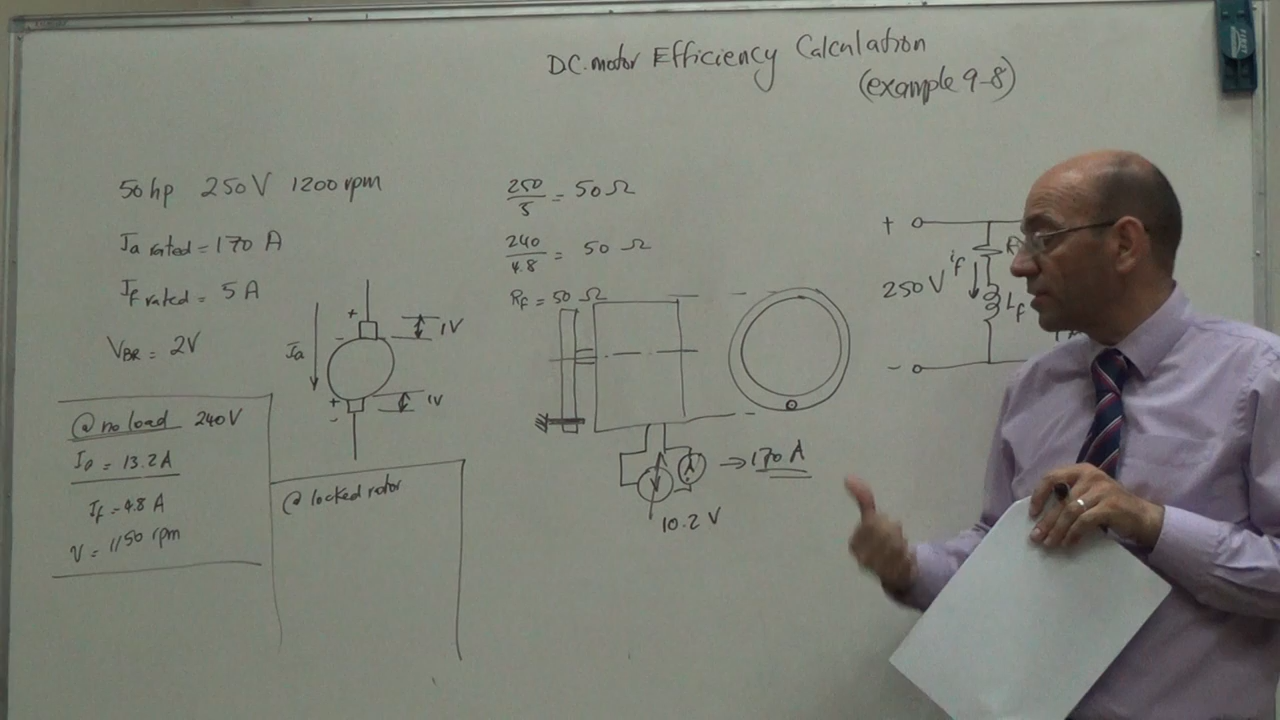 DC. motor Efficiency Calculation
(example 9-8)
50 hp 250 V 1200 rpm
Ia rated = 170 A
If rated = 5 A
VBR = 2V
Ia
+
-
1V
+
-
1V
@ no load 240V
Ia = 13.2 A
If = 4.8 A
V = 1150 rpm
@ locked rotor
250/5 = 50 Ω
240/4.8 = 50 Ω
RF = 50 Ω
A → 170 A
10.2 V
+
250 V
if
R
Lf
-